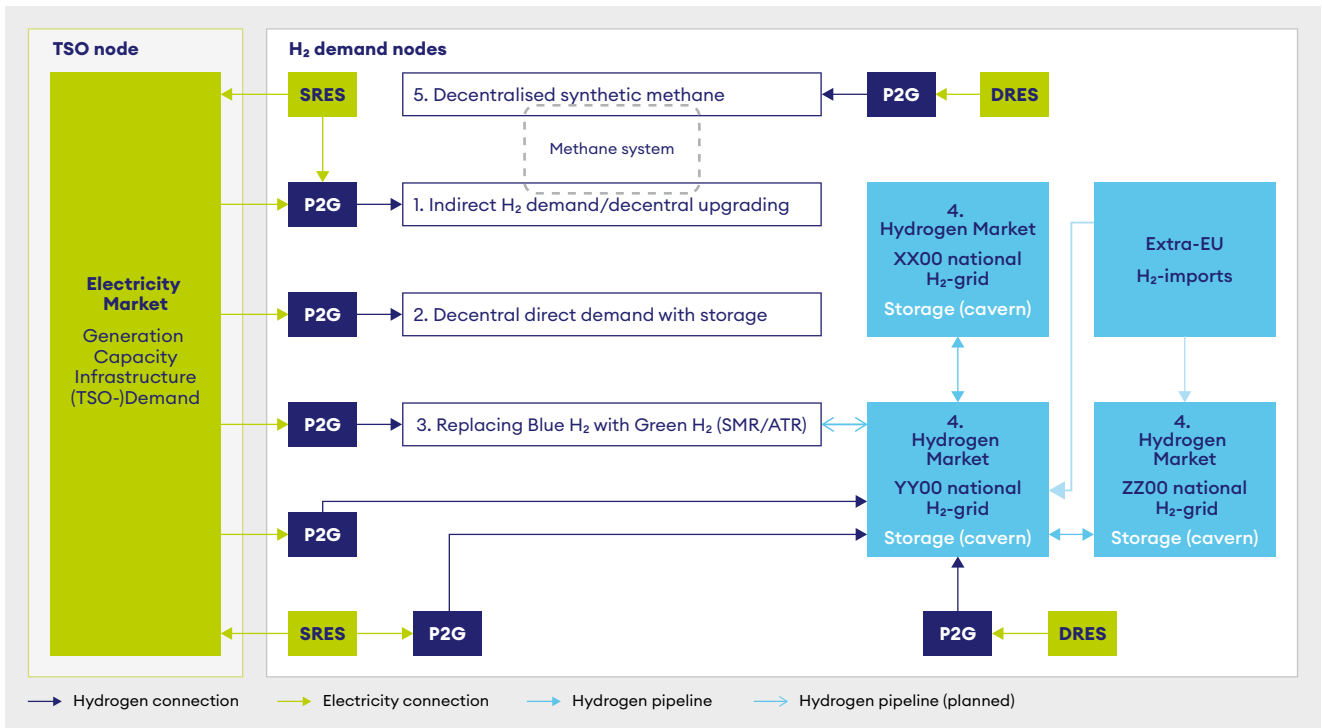 TSO node
H₂ demand nodes
SRES
5. Decentralised synthetic methane
P2G
DRES
Methane system
P2G
1. Indirect H₂ demand/decentral upgrading
4.
Hydrogen Market
XX00 national
H₂-grid
Storage (cavern)
Extra-EU
H₂-imports
Electricity
Market
Generation
Capacity
Infrastructure
(TSO-)Demand
P2G
2. Decentral direct demand with storage
P2G
3. Replacing Blue H₂ with Green H₂ (SMR/ATR)
4.
Hydrogen
Market
YY00 national
H₂-grid
Storage (cavern)
4.
Hydrogen
Market
ZZ00 national
H₂-grid
Storage (cavern)
P2G
SRES
P2G
P2G
DRES
Hydrogen connection
Electricity connection
Hydrogen pipeline
Hydrogen pipeline (planned)